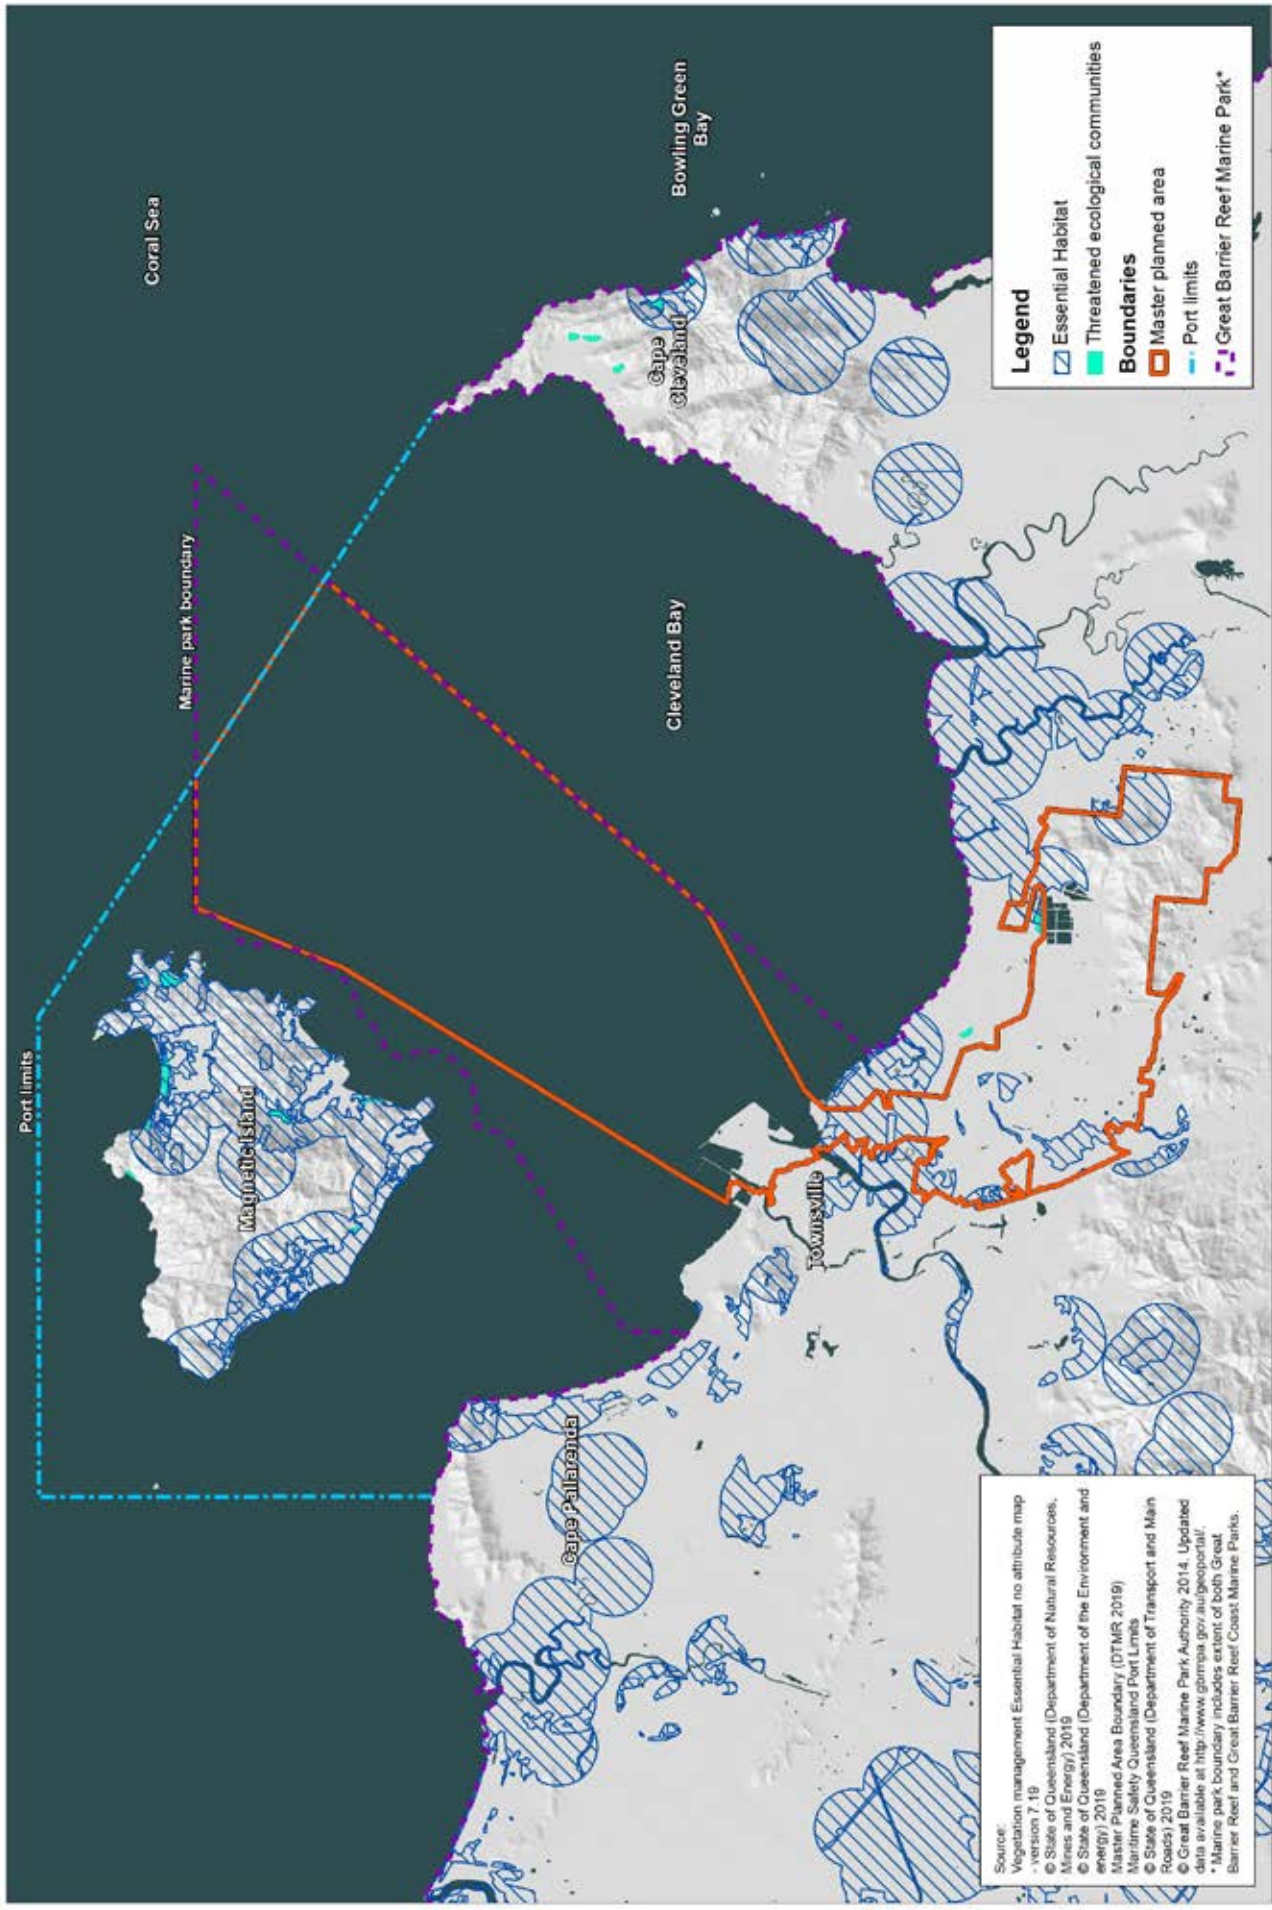 Coral Sea
Bowling Green
Bay
Marine park boundary
Port limits
Cape
Cleveland
Cleveland Bay
Magnetic Island
Townsville
Cape Pallarenda
Legend
Essential Habitat
Threatened ecological communities
Boundaries
Master planned area
Port limits
Great Barrier Reef Marine Park*
Source:
Vegetation management Essential Habitat no attribute map
- version 7.19
© State of Queensland (Department of Natural Resources,
Mines and Energy) 2019
© State of Queensland (Department of the Environment and
energy) 2019
Master Planned Area Boundary (DTMR 2019)
Maritime Safety Queensland Port Limits
© State of Queensland (Department of Transport and Main
Roads) 2019
© Great Barrier Reef Marine Park Authority 2014. Updated
data available at http://www.gbrmpa.gov.au/geoportal/.
*Marine park boundary includes extent of both Great
Barrier Reef and Great Barrier Reef Coast Marine Parks.